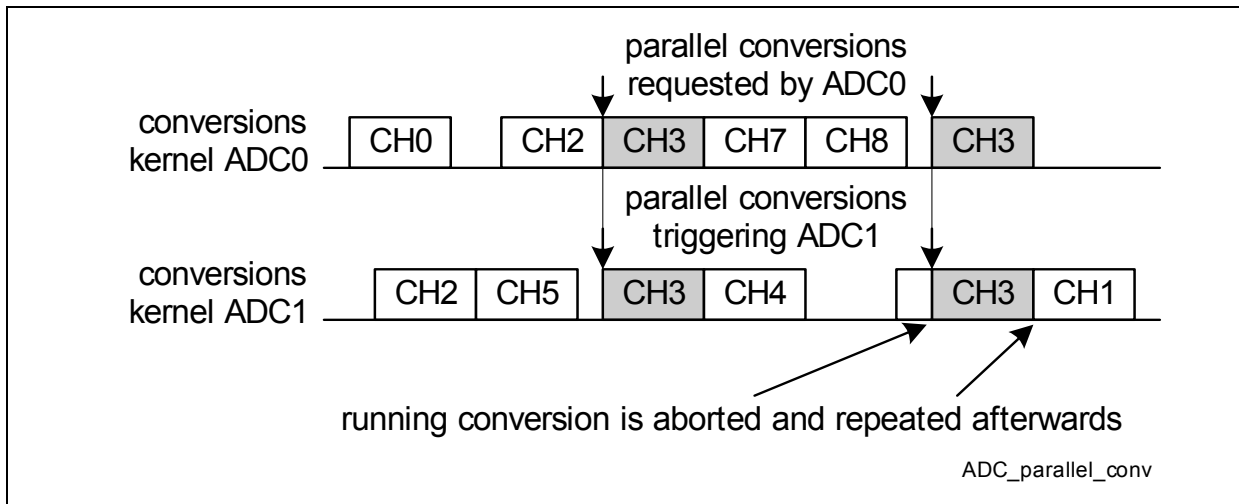 parallel conversions
requested by ADC0
conversions
kernel ADC0
CH0 CH2 CH3 CH7 CH8 CH3
parallel conversions
triggering ADC1
conversions
kernel ADC1
CH2 CH5 CH3 CH4 CH3 CH1
running conversion is aborted and repeated afterwards
ADC_parallel_conv